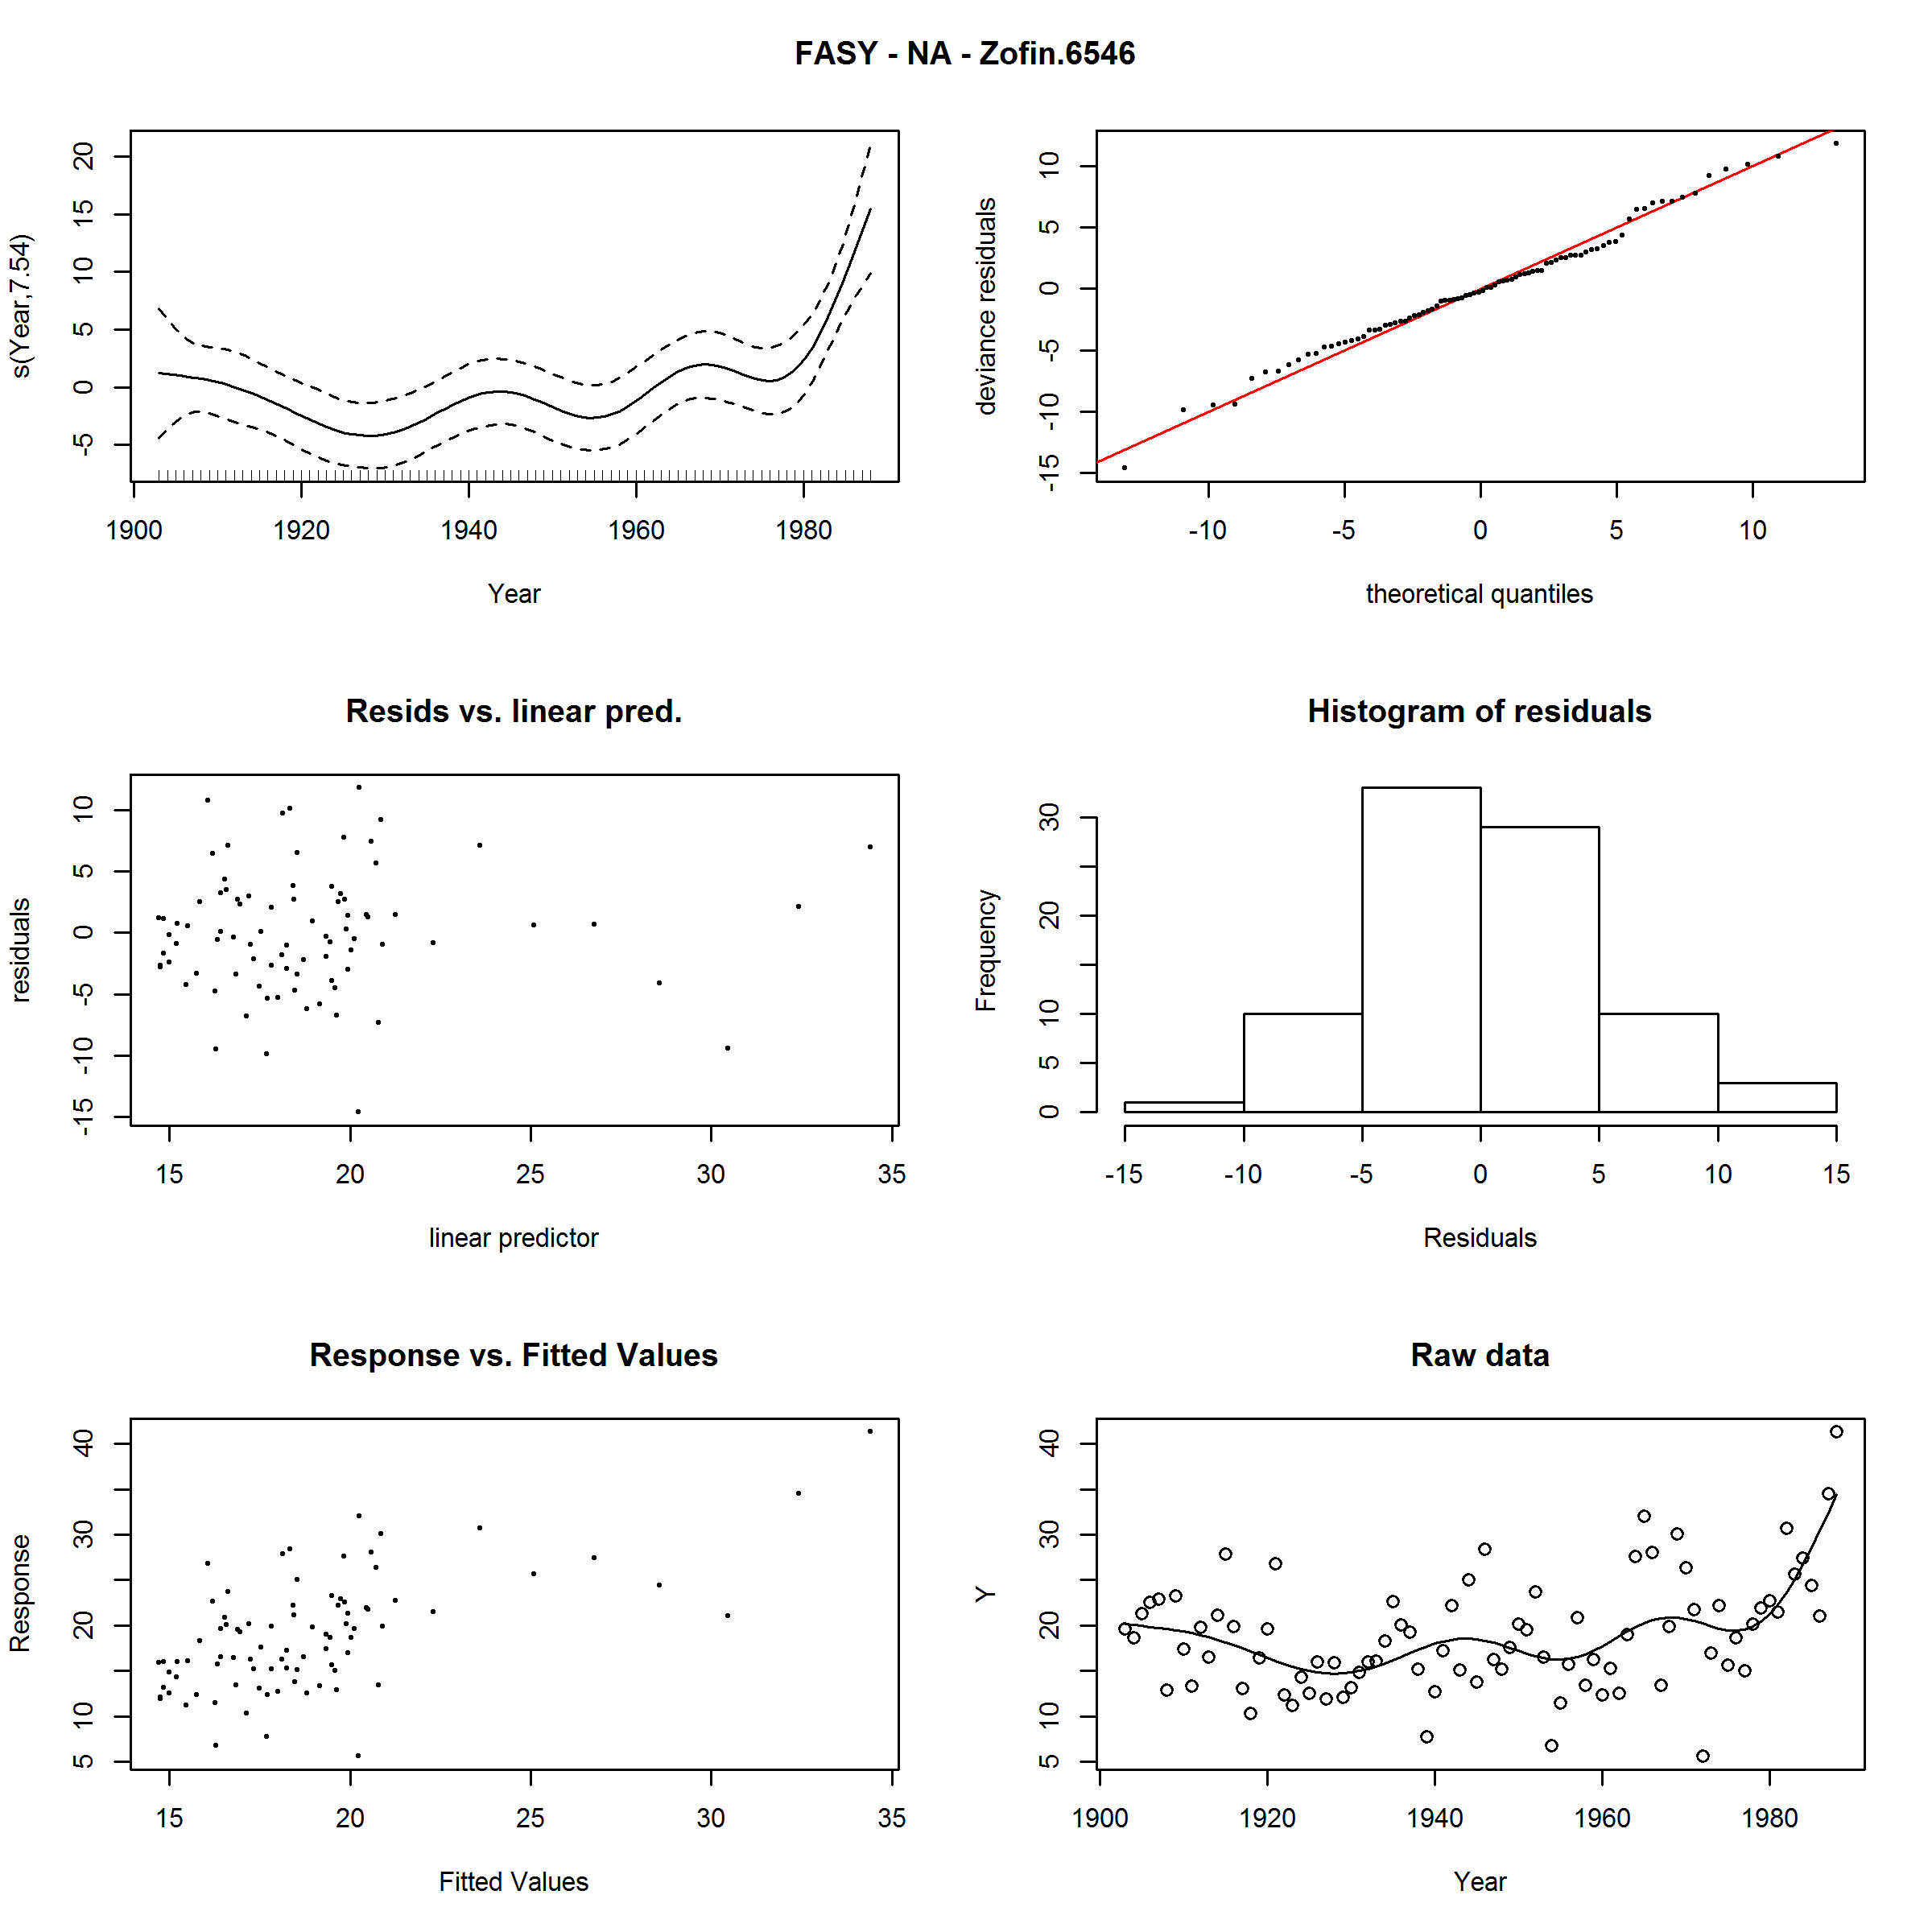 FASY - NA - Zofin.6546
s(Year,7.54)
20
15
10
5
0
-5
1900 1920 1940 1960 1980
Year
deviance residuals
10
5
0
-5
-10
-15
-10 -5 0 5 10
theoretical quantiles
Resids vs. linear pred.
residuals
10
5
0
-5
-10
-15
15 20 25 30 35
linear predictor
Histogram of residuals
Frequency
30
20
10
5
0
-15 -10 -5 0 5 10 15
Residuals
Response vs. Fitted Values
Response
40
30
20
10
5
15 20 25 30 35
Fitted Values
Raw data
Y
40
30
20
10
5
1900 1920 1940 1960 1980
Year